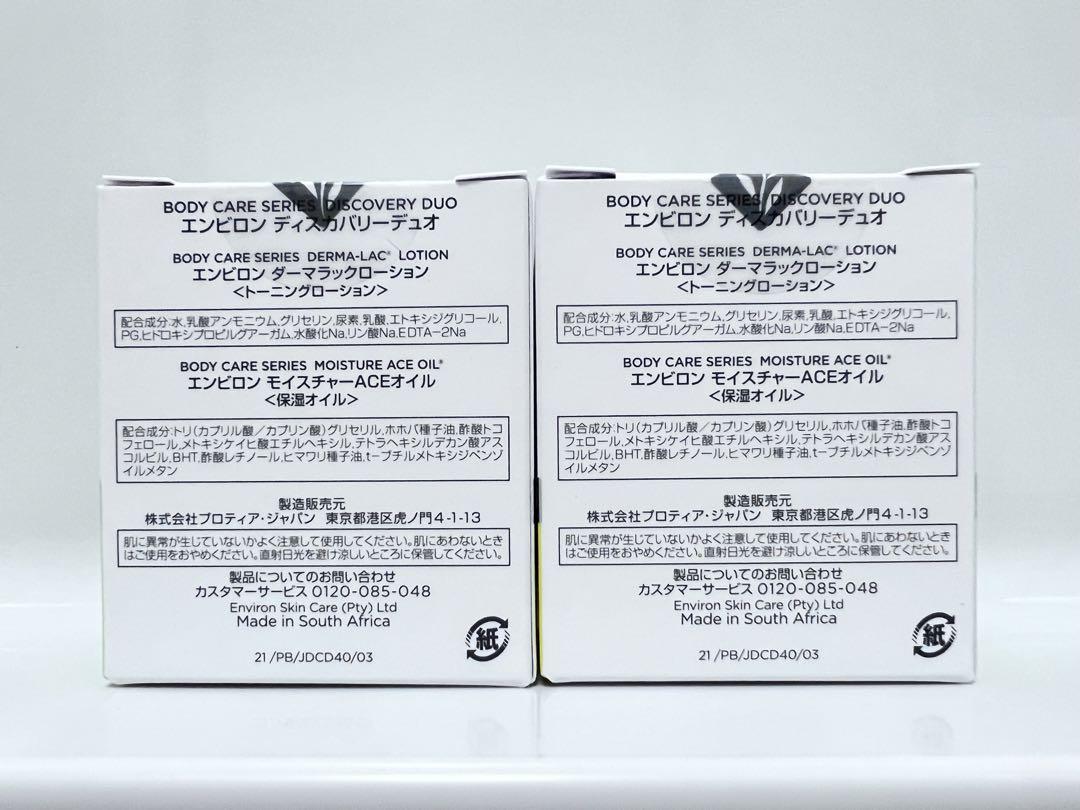 BODY CARE SERIES DISCOVERY DUO
エンビロン ディスカバリーデュオ
BODY CARE SERIES DERMA-LAC® LOTION
エンビロン ダーマラックローション
<トーニングローション>
配合成分:水,乳酸アンモニウム,グリセリン,尿素,乳酸,エトキシジグリコール,
PG,ヒドロキシプロピルグアーガム,水酸化Na,リン酸Na,EDTA-2Na
BODY CARE SERIES MOISTURE ACE OIL®
エンビロン モイスチャーACEオイル
<保湿オイル>
配合成分:トリ(カプリル酸/カプリン酸)グリセリル,ホホバ種子油,酢酸トコ
フェロール,メトキシケイヒ酸エチルヘキシル,テトラヘキシルデカン酸アス
コルビル,BHT,酢酸レチノール,ヒマワリ種子油,t-ブチルメトキシジベンゾ
イルメタン
製造販売元
株式会社プロティア・ジャパン 東京都港区虎ノ門4-1-13
肌に異常が生じていないかよく注意して使用してください。肌にあわないとき
はご使用をおやめください。直射日光を避け涼しいところに保管してください。
製品についてのお問い合わせ
カスタマーサービス 0120-085-048
Environ Skin Care (Pty) Ltd
Made in South Africa
紙
21 /PB/JDCD40/03
BODY CARE SERIES DISCOVERY DUO
エンビロン ディスカバリーデュオ
BODY CARE SERIES DERMA-LAC® LOTION
エンビロン ダーマラックローション
<トーニングローション>
配合成分:水,乳酸アンモニウム,グリセリン,尿素,乳酸,エトキシジグリコール,
PG,ヒドロキシプロピルグアーガム,水酸化Na,リン酸Na,EDTA-2Na
BODY CARE SERIES MOISTURE ACE OIL®
エンビロン モイスチャーACEオイル
<保湿オイル>
配合成分:トリ(カプリル酸/カプリン酸)グリセリル,ホホバ種子油,酢酸トコ
フェロール,メトキシケイヒ酸エチルヘキシル,テトラヘキシルデカン酸アス
コルビル,BHT,酢酸レチノール,ヒマワリ種子油,t-ブチルメトキシジベンゾ
イルメタン
製造販売元
株式会社プロティア・ジャパン 東京都港区虎ノ門4-1-13
肌に異常が生じていないかよく注意して使用してください。肌にあわないとき
はご使用をおやめください。直射日光を避け涼しいところに保管してください。
製品についてのお問い合わせ
カスタマーサービス 0120-085-048
Environ Skin Care (Pty) Ltd
Made in South Africa
紙
21 /PB/JDCD40/03